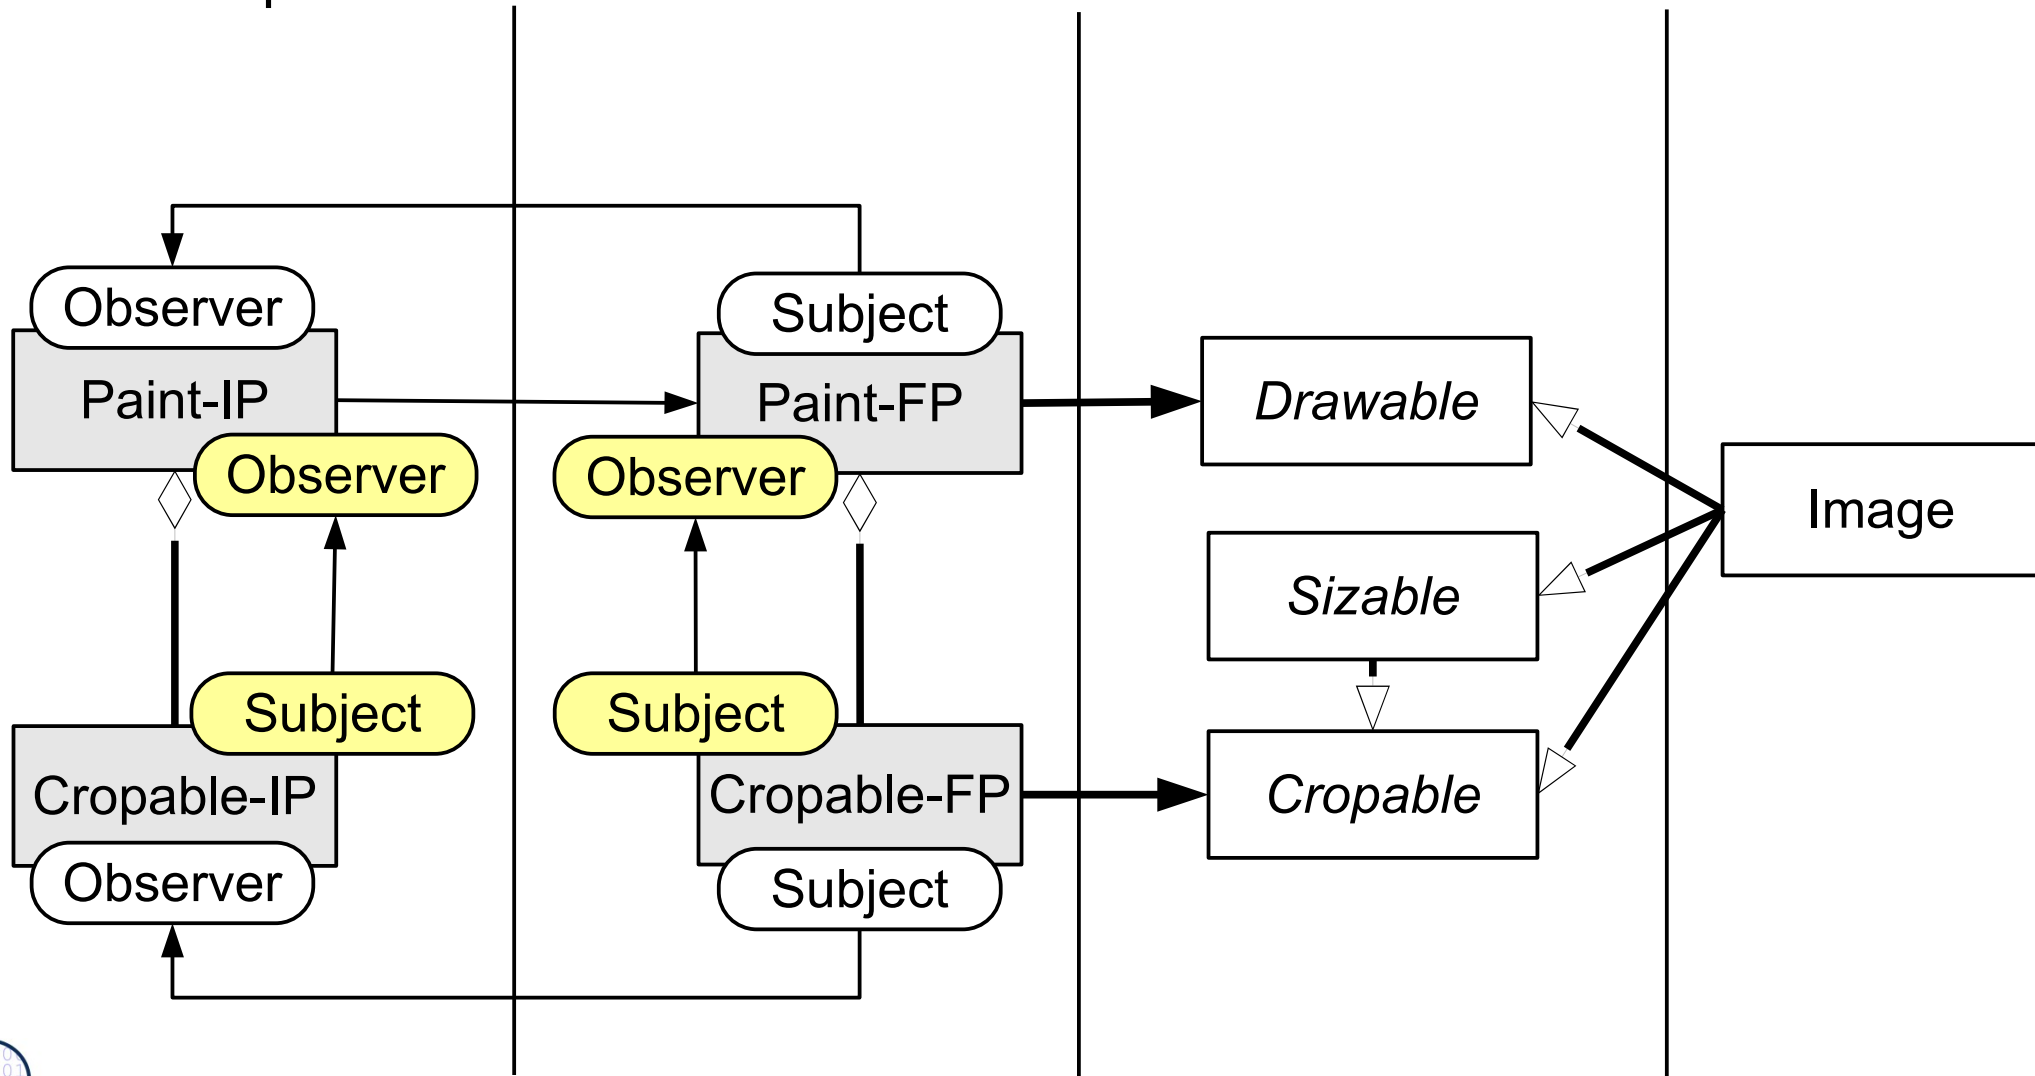 Observer
Subject
Paint-IP
Paint-FP
Drawable
Observer
Observer
Image
Sizable
Subject
Subject
Cropable-IP
Cropable-FP
Cropable
Observer
Subject